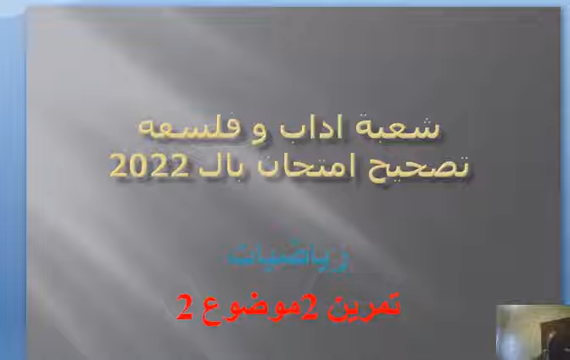 شعبة اداب و فلسفه
تصحيح امتحان بال 2022
رياضيات
تمرين 2موضوع 2